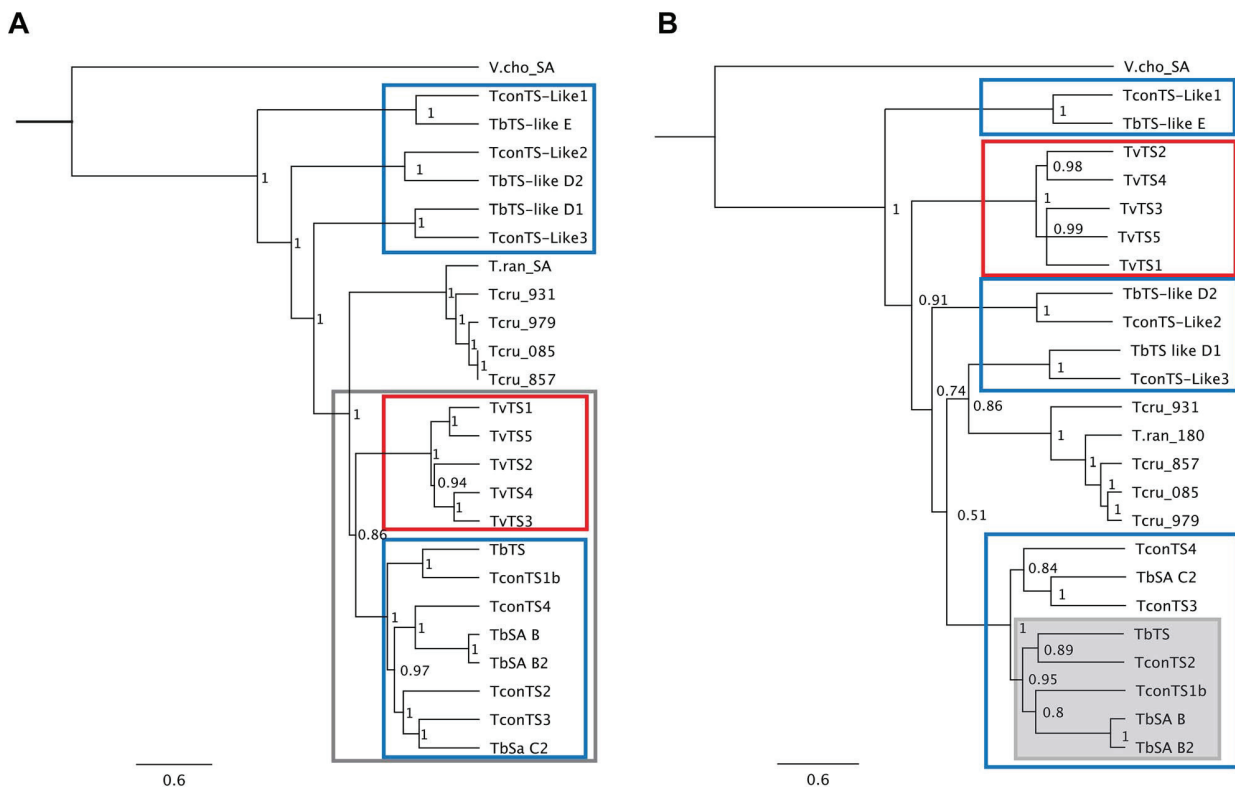 A
V.cho_SA
TconTS-Like1
1
TbTS-like E
TconTS-Like2
1
1
TbTS-like D2
TbTS-like D1
1
TconTS-Like3
1
T.ran_SA
1
Tcru_931
1
1
Tcru_979
1
Tcru_085
1
Tcru_857
TvTS1
1
1
TvTS5
1
TvTS2
0.94
TvTS4
1
TvTS3
0.86
TbTS
1
TconTS1b
TconTS4
1
1
TbSA B
1
TbSA B2
0.97
TconTS2
1
TconTS3
1
TbSa C2
0.6
B
V.cho_SA
TconTS-Like1
1
TbTS-like E
TvTS2
0.98
TvTS4
1
1
TvTS3
0.99
TvTS5
TvTS1
TbTS-like D2
0.91
1
TconTS-Like2
TbTS like D1
1
TconTS-Like3
0.74
0.86
Tcru_931
1
T.ran_180
1
Tcru_857
1
Tcru_085
0.51
1
Tcru_979
TconTS4
0.84
TbSA C2
1
TconTS3
1
TbTS
0.89
TconTS2
0.95
TconTS1b
0.8
TbSA B
1
TbSA B2
0.6